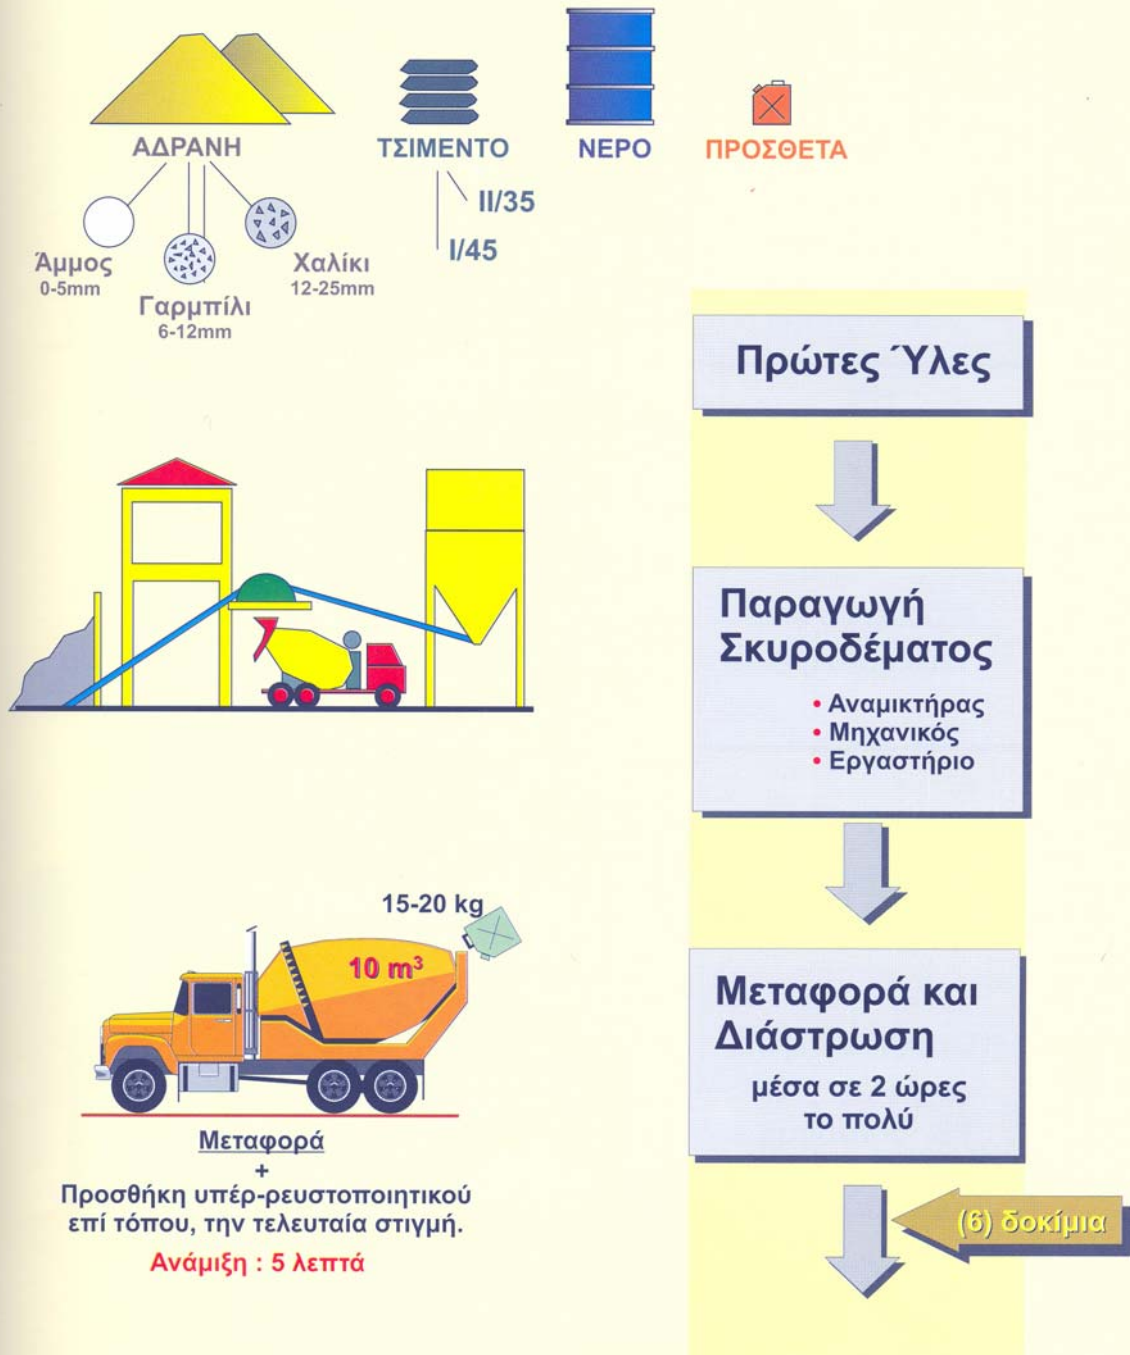 ΑΔΡΑΝΗ
ΤΣΙΜΕΝΤΟ
ΝΕΡΟ
ΠΡΟΣΘΕΤΑ
II/35
I/45
Άμμος
0-5mm
Γαρμπίλι
6-12mm
Χαλίκι
12-25mm
Πρώτες Ύλες
Παραγωγή
Σκυροδέματος
• Αναμικτήρας
• Μηχανικός
• Εργαστήριο
15-20 kg
10 m³
Μεταφορά
+
Προσθήκη υπέρ-ρευστοποιητικού
επί τόπου, την τελευταία στιγμή.
Ανάμιξη : 5 λεπτά
Μεταφορά και
Διάστρωση
μέσα σε 2 ώρες
το πολύ
(6) δοκίμια